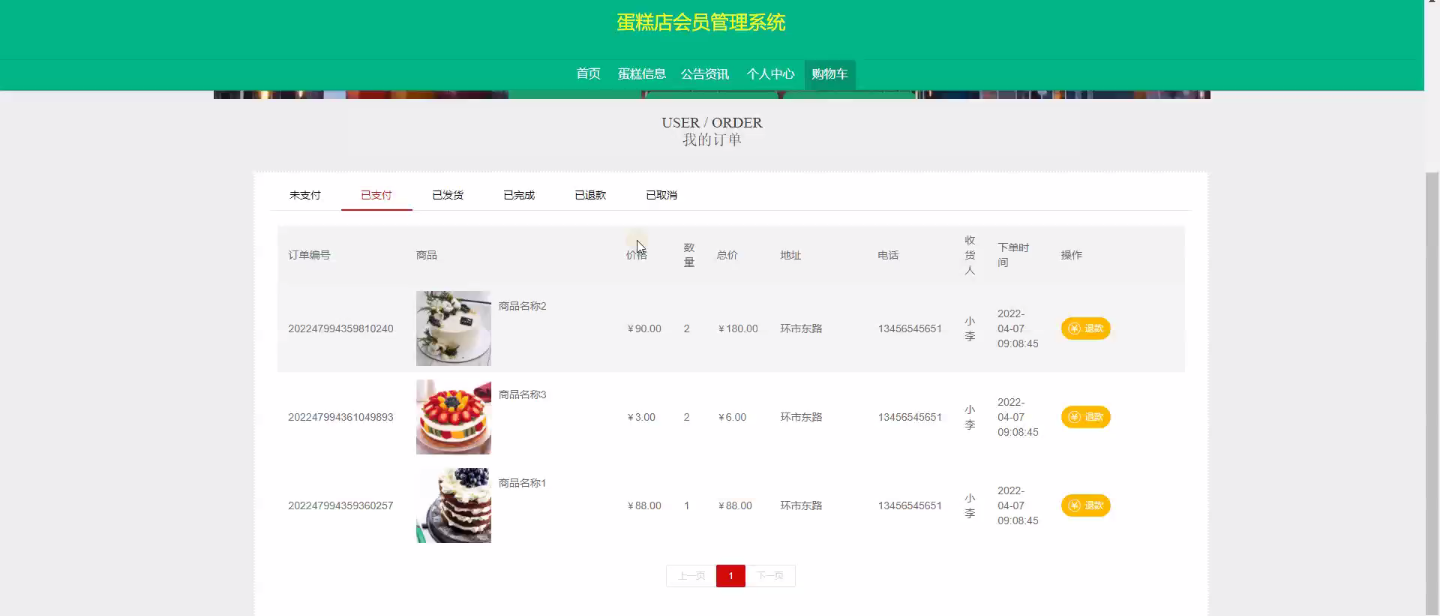 蛋糕店会员管理系统
首页 蛋糕信息 公告资讯 个人中心 购物车
USER / ORDER
我的订单
未支付 已支付 已发货 已完成 已退款 已取消
订单编号 商品 价格 数量 总价 地址 电话 收货人 下单时间 操作
商品名称2
202247994359810240 ¥90.00 2 ¥180.00 环市东路 13456545651 小李 2022-04-07 09:08:45 退款
商品名称3
202247994361049893 ¥3.00 2 ¥6.00 环市东路 13456545651 小李 2022-04-07 09:08:45 退款
商品名称1
202247994359360257 ¥88.00 1 ¥88.00 环市东路 13456545651 小李 2022-04-07 09:08:45 退款
上一页 1 下一页